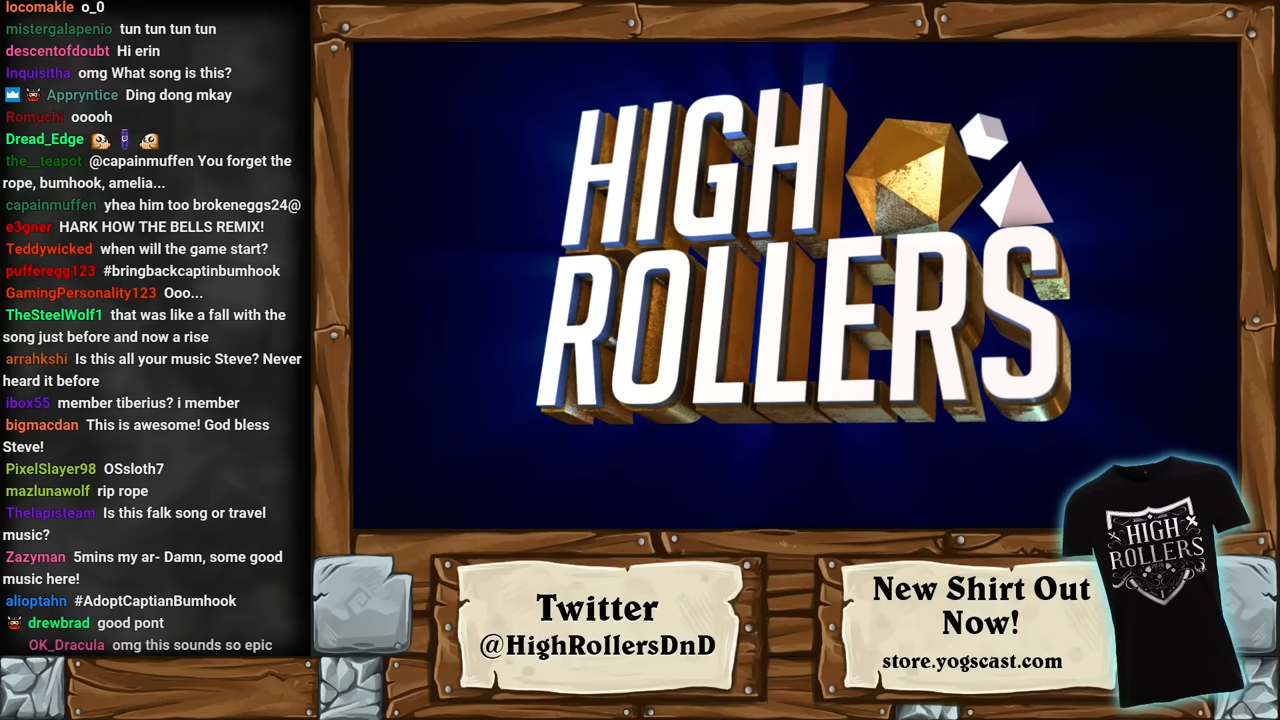 locomakle o_0
mistergalapenio tun tun tun tun
descentofdoubt Hi erin
Inquisitha omg What song is this?
Appryntice Ding dong mkay
Romuchi ooooh
Dread_Edge
the__teapot @capainmuffen You forget the
rope, bumhook, amelia...
capainmuffen yhea him too brokeneggs24@
e3gner HARK HOW THE BELLS REMIX!
Teddywicked when will the game start?
pufferegg123 #bringbackcaptinbumhook
GamingPersonality123 Ooo...
TheSteelWolf1 that was like a fall with the
song just before and now a rise
arrahkshi Is this all your music Steve? Never
heard it before
ibox55 member tiberius? i member
bigmacdan This is awesome! God bless
Steve!
PixelSlayer98 OSsloth7
mazlunawolf rip rope
Thelapisteam Is this falk song or travel
music?
Zazyman 5mins my ar- Damn, some good
music here!
alioptahn #AdoptCaptianBumhook
drewbrad good pont
OK_Dracula omg this sounds so epic
HIGH
ROLLERS
Twitter
@HighRollersDnD
New Shirt Out
Now!
store.yogscast.com
HIGH
ROLLERS